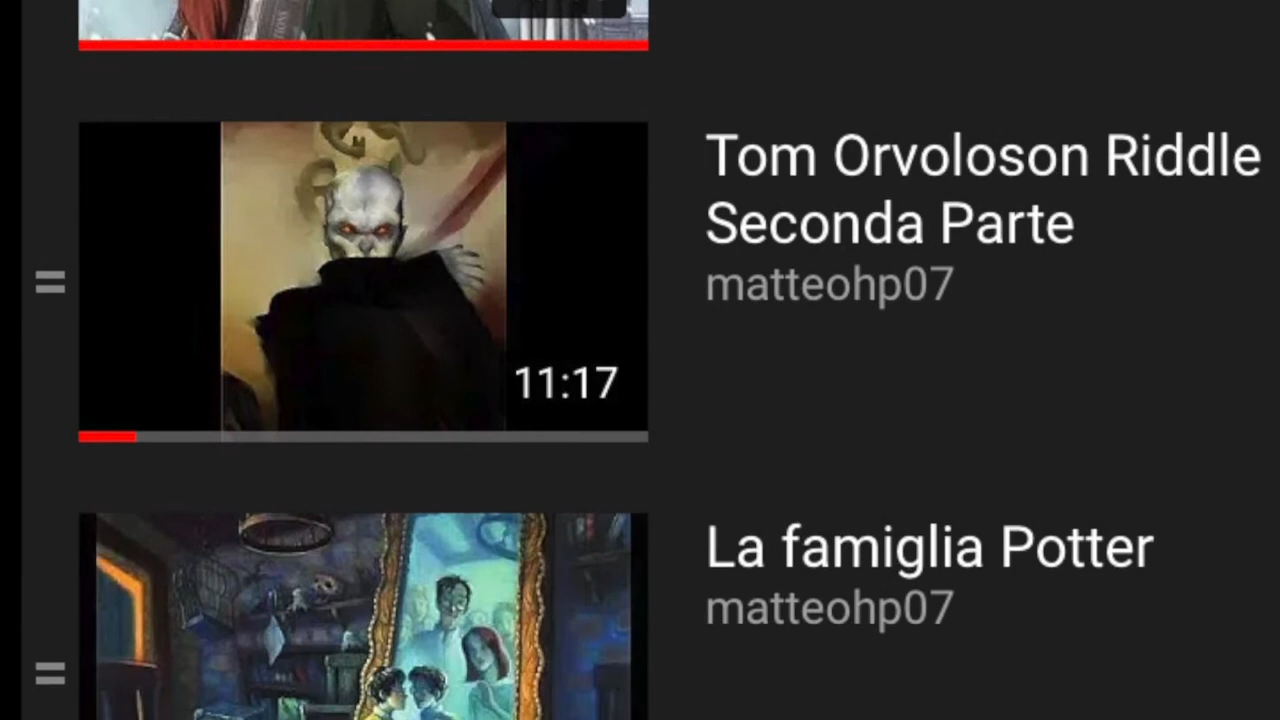 Tom Orvoloson Riddle
Seconda Parte
matteohp07
11:17
La famiglia Potter
matteohp07